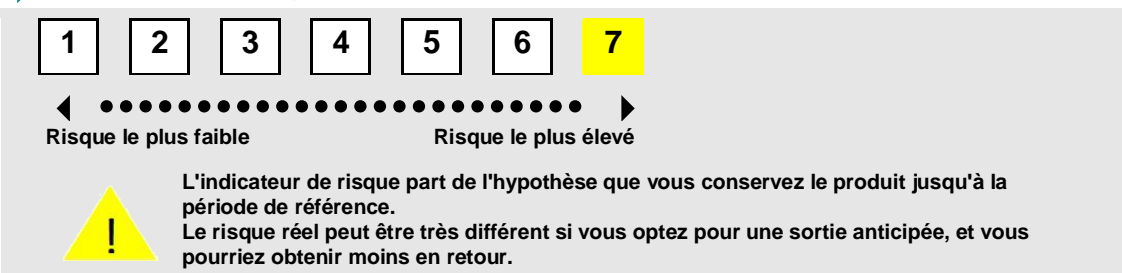 1 2 3 4 5 6 7
Risque le plus faible Risque le plus élevé
L'indicateur de risque part de l'hypothèse que vous conservez le produit jusqu'à la
période de référence.
! Le risque réel peut être très différent si vous optez pour une sortie anticipée, et vous
pourriez obtenir moins en retour.